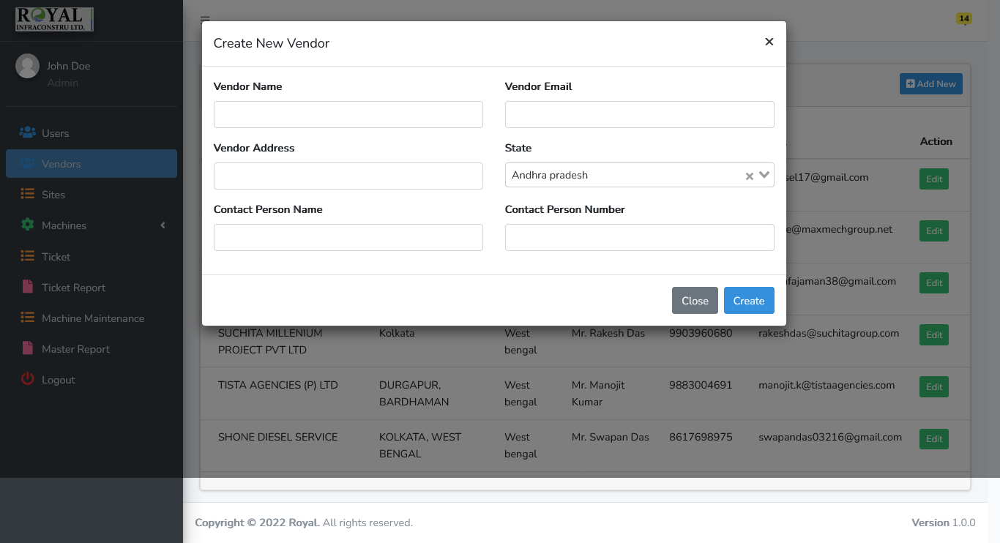 ROYAL
INFRACONSTRU LTD.
14
John Doe
Admin
Users
Vendors
Sites
Machines
Ticket
Ticket Report
Machine Maintenance
Master Report
Logout
Create New Vendor
×
Vendor Name
Vendor Email
Vendor Address
State
Andhra pradesh
Contact Person Name
Contact Person Number
Close
Create
Add New
Action
sel17@gmail.com
Edit
e@maxmechgroup.net
Edit
fajaman38@gmail.com
Edit
SUCHITA MILLENIUM
PROJECT PVT LTD
Kolkata
West
bengal
Mr. Rakesh Das
9903960680
rakeshdas@suchitagroup.com
Edit
TISTA AGENCIES (P) LTD
DURGAPUR,
BARDHAMAN
West
bengal
Mr. Manojit
Kumar
9883004691
manojit.k@tistaagencies.com
Edit
SHONE DIESEL SERVICE
KOLKATA, WEST
BENGAL
West
bengal
Mr. Swapan Das
8617698975
swapandas03216@gmail.com
Edit
Copyright © 2022 Royal. All rights reserved.
Version 1.0.0